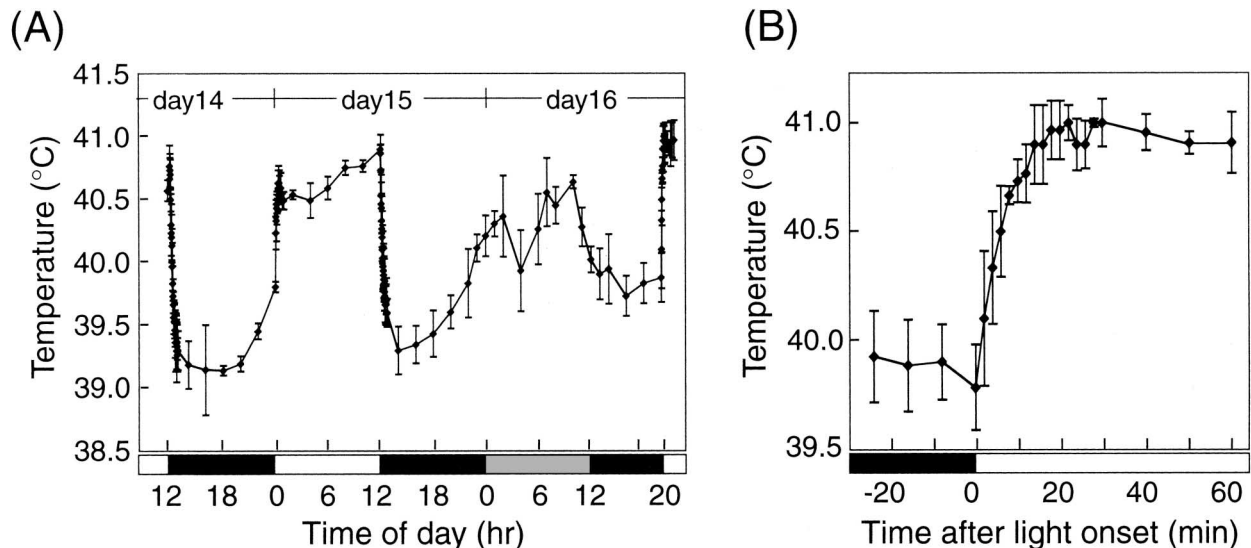 (A)
(B)
41.5
41.0
40.5
40.0
39.5
39.0
38.5
Temperature (°C)
day14 day15 day16
12 18 0 6 12 18 0 6 12 20
Time of day (hr)
41.0
40.5
40.0
39.5
Temperature (°C)
-20 0 20 40 60
Time after light onset (min)